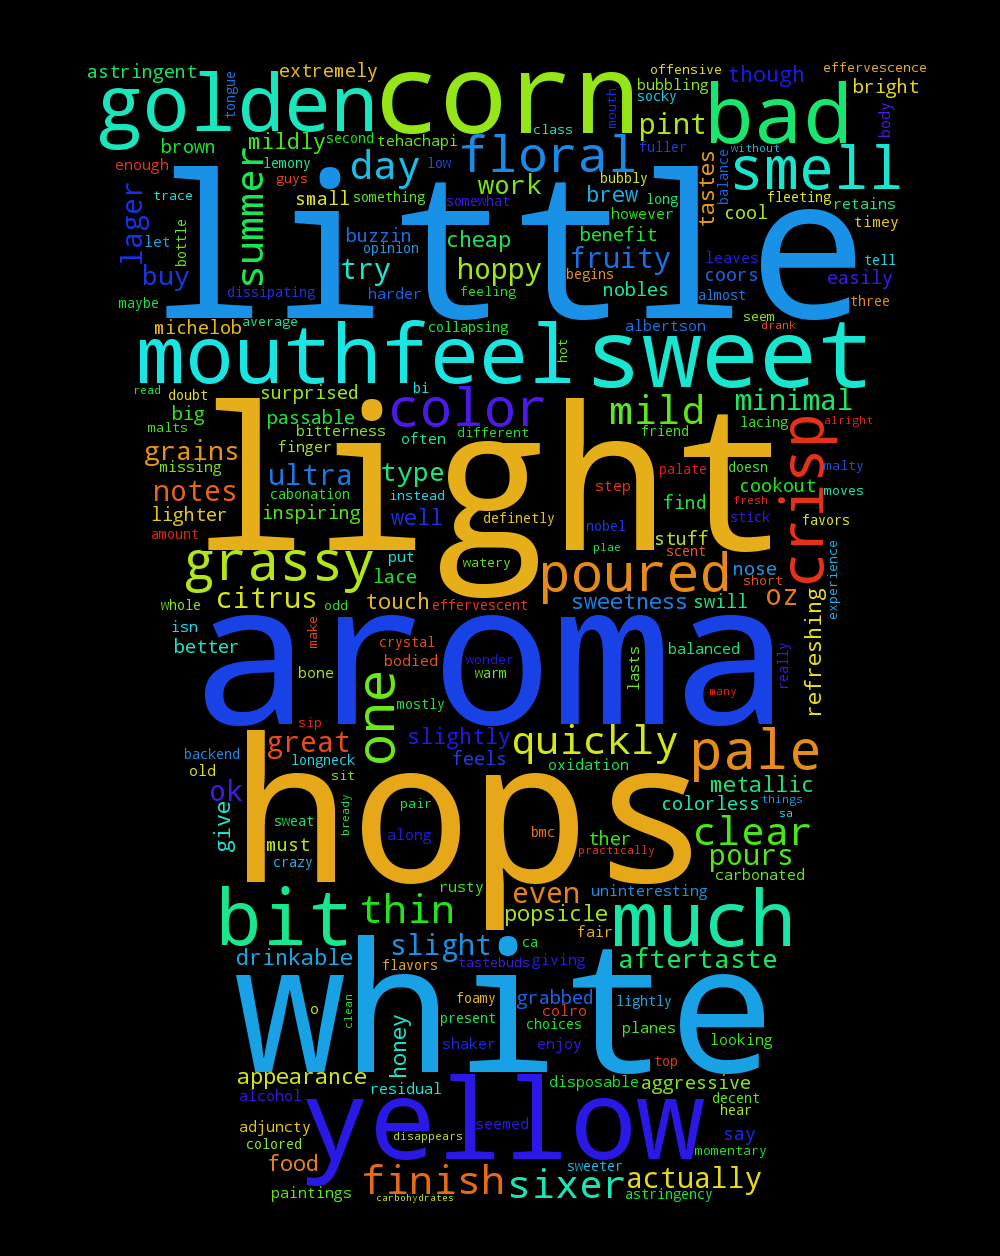 astringent tongue extremely corn offensive effervescence
golden bubbling though bright
socky mouth bad body
brown mildly second tehachapi class pint
floral fuller without smell
enough lemony day low work bubbly tastes balance
guys small something somewhat brew long fleeting retains
trace summer however cool timey
lager let bottle buzzin opinion cheap benefit
little
buy try hoppy fruity leaves tell
begins coors easily
maybe dissipating harder feeling nobles almost three
michelob average collapsing albertson seem drank
mouthfeel hot sweet
read doubt surprised bi minimal
big passable color mild lacing alright
malts bitterness often different friend
grains finger crisp
missing ultra type palate doesn malty
notes cabonation instead step find cookout moves
light
lighter inspiring well definetly nobel stuff fresh stick favors
amount plae scent
grassy put watery poured nose short experience
lace oz
whole citrus odd touch effervescent sweetness swill refreshing
isn make
better crystal bodied wonder balanced really
aroma
bone warm lasts many
one mostly
sip slightly quickly pale
backend great longneck feels oxidation
old sit metallic
ok give hops pair colorless things
sweat bready sa
must along bmc ther clear
crazy practically pours
carbonated
rusty even uninteresting
bit thin popsicle much
slight fair
drinkable ca aftertaste
flavors tastebuds giving
white
o clean foamy grabbed lightly
present colro
honey choices planes
shaker enjoy looking
top
appearance residual disposable aggressive
alcohol decent
yellow hear
adjuncty seemed say
colored disappears momentary
food finish sweeter actually
paintings carbohydrates sixer astringency